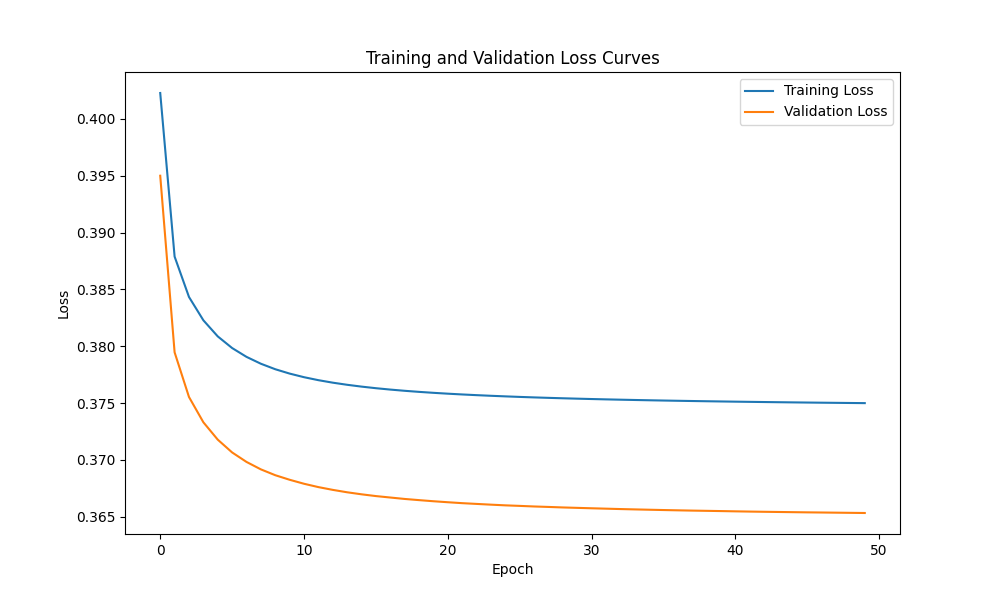 Training and Validation Loss Curves
Training Loss
Validation Loss
0.400
0.395
0.390
0.385
0.380
0.375
0.370
0.365
Loss
0 10 20 30 40 50
Epoch